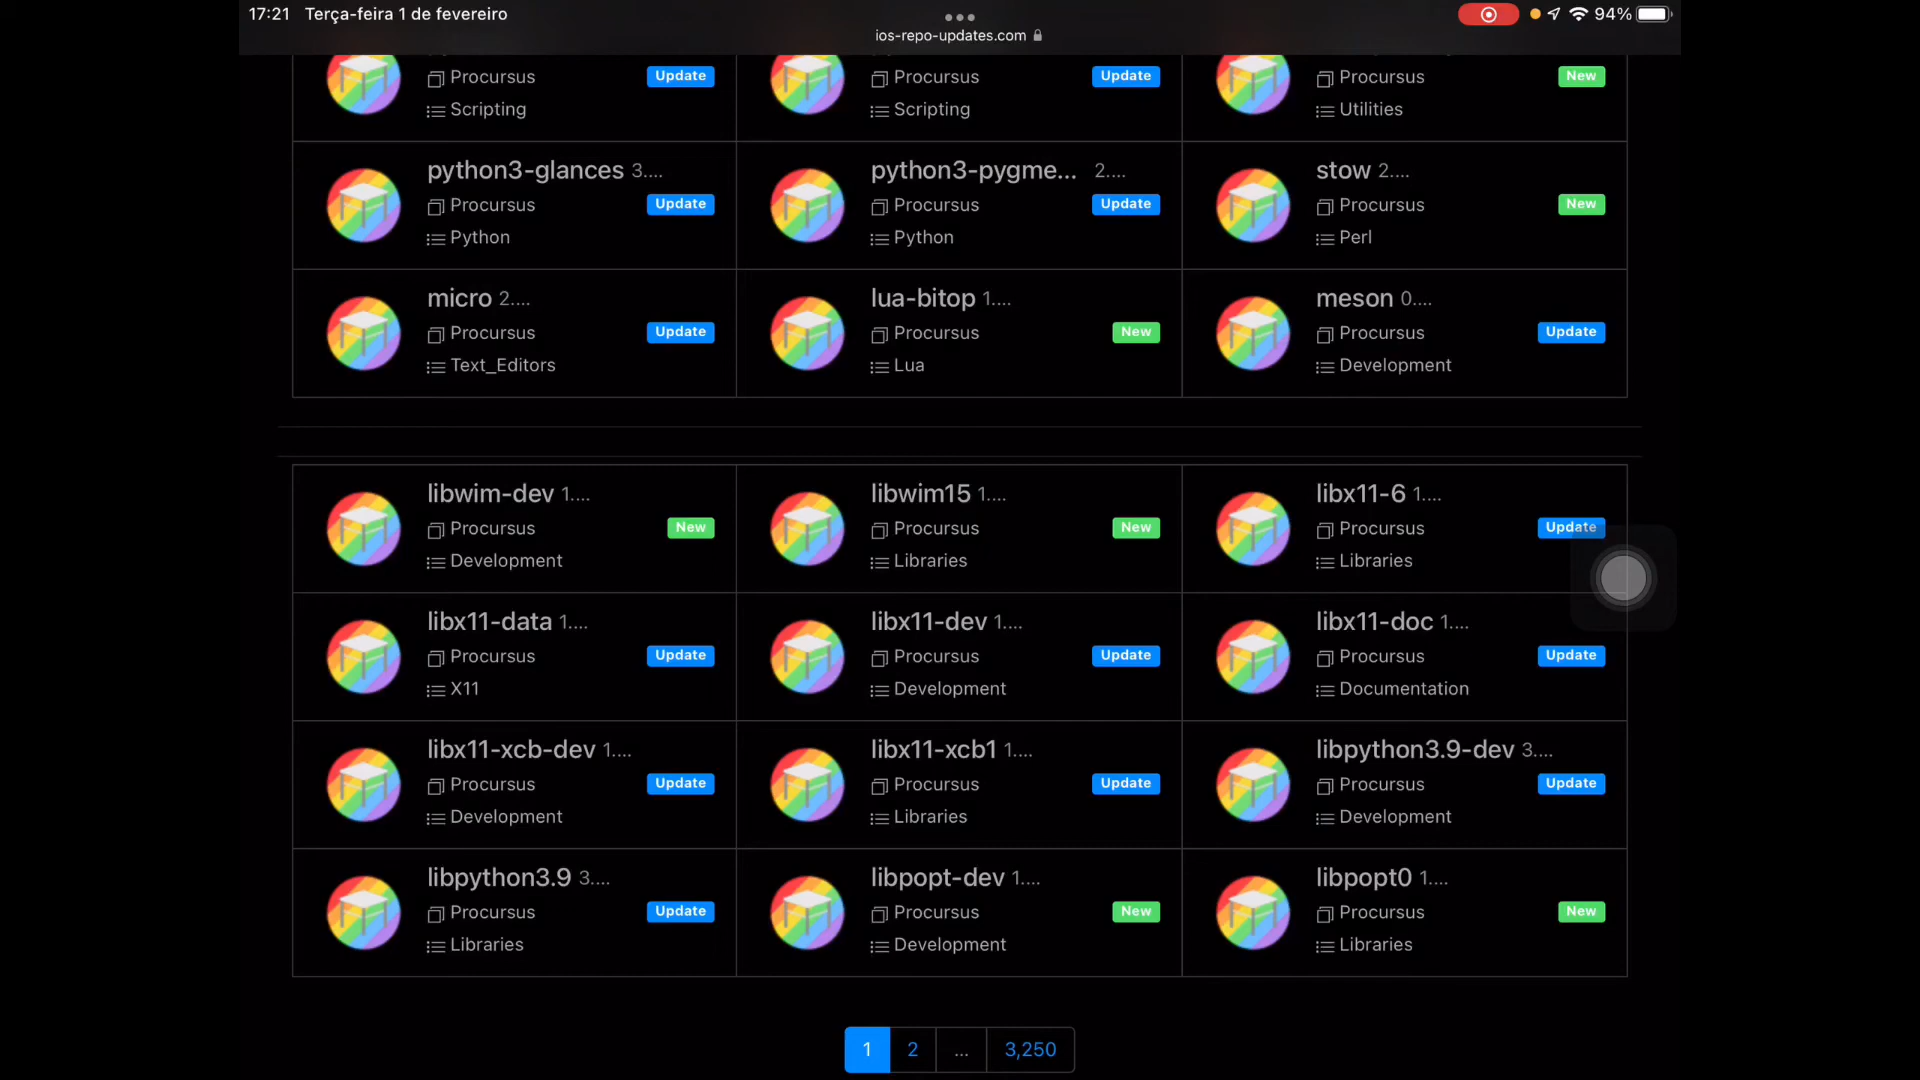 17:21 Terça-feira 1 de fevereiro
94%
ios-repo-updates.com
Procursus Update
Scripting
Procursus Update
Scripting
Procursus New
Utilities
python3-glances 3....
Procursus Update
Python
python3-pygme... 2....
Procursus Update
Python
stow 2....
Procursus New
Perl
micro 2....
Procursus Update
Text_Editors
lua-bitop 1....
Procursus New
Lua
meson 0....
Procursus Update
Development
libwim-dev 1....
Procursus New
Development
libwim15 1....
Procursus New
Libraries
libx11-6 1....
Procursus Update
Libraries
libx11-data 1....
Procursus Update
X11
libx11-dev 1....
Procursus Update
Development
libx11-doc 1....
Procursus Update
Documentation
libx11-xcb-dev 1....
Procursus Update
Development
libx11-xcb1 1....
Procursus Update
Libraries
libpython3.9-dev 3....
Procursus Update
Development
libpython3.9 3....
Procursus Update
Libraries
libpopt-dev 1....
Procursus New
Development
libpopt0 1....
Procursus New
Libraries
1 2 ... 3,250